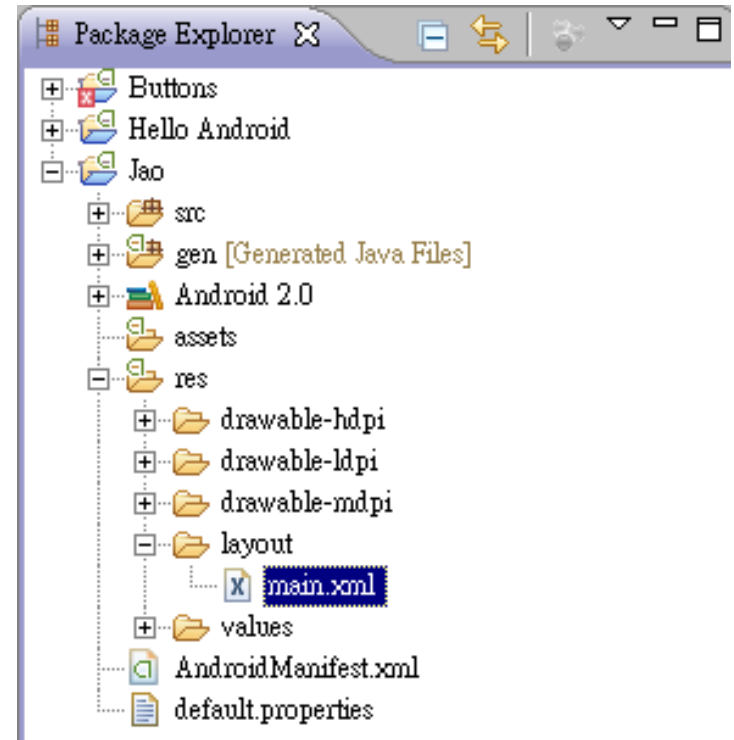 Package Explorer
Buttons
Hello Android
Jao
src
gen [Generated Java Files]
Android 2.0
assets
res
drawable-hdpi
drawable-ldpi
drawable-mdpi
layout
main.xml
values
AndroidManifest.xml
default.properties